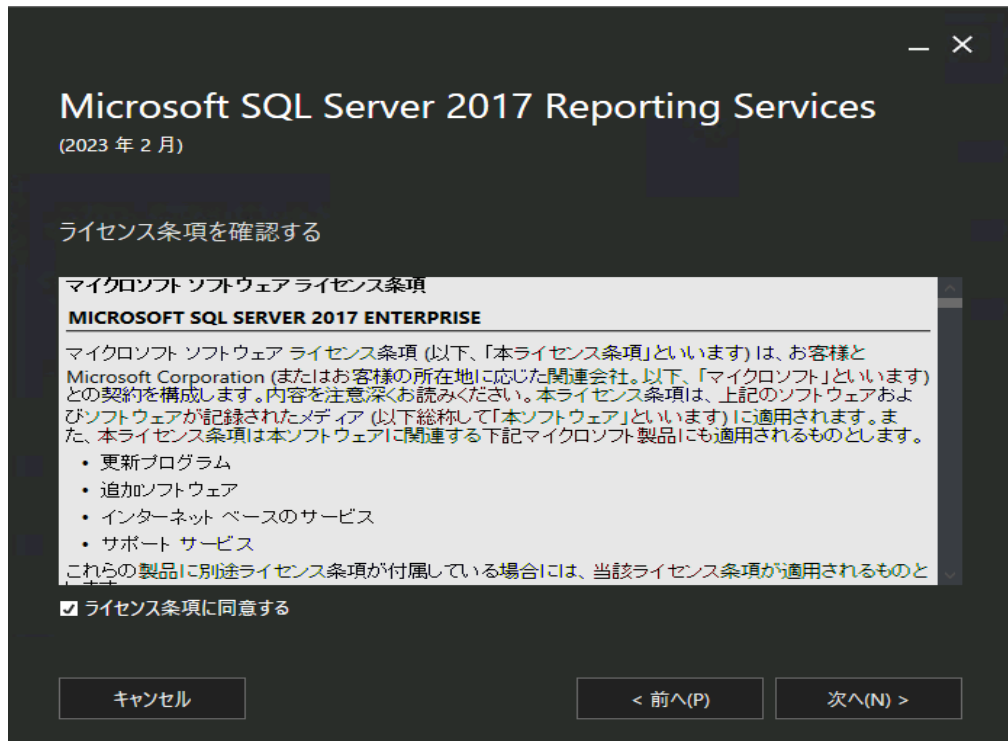 Microsoft SQL Server 2017 Reporting Services
(2023 年 2 月)
ライセンス条項を確認する
マイクロソフト ソフトウェア ライセンス条項
MICROSOFT SQL SERVER 2017 ENTERPRISE
マイクロソフト ソフトウェア ライセンス条項 (以下、「本ライセンス条項」といいます) は、お客様と
Microsoft Corporation (またはお客様の所在地に応じた関連会社。以下、「マイクロソフト」といいます)
との契約を構成します。内容を注意深くお読みください。本ライセンス条項は、上記のソフトウェアおよ
びソフトウェアが記録されたメディア (以下総称して「本ソフトウェア」といいます) に適用されます。ま
た、本ライセンス条項は本ソフトウェアに関連する下記マイクロソフト製品にも適用されるものとします。
• 更新プログラム
• 追加ソフトウェア
• インターネット ベースのサービス
• サポート サービス
これらの製品に別途ライセンス条項が付属している場合には、当該ライセンス条項が適用されるものと
ライセンス条項に同意する
キャンセル
< 前へ(P)
次へ(N) >